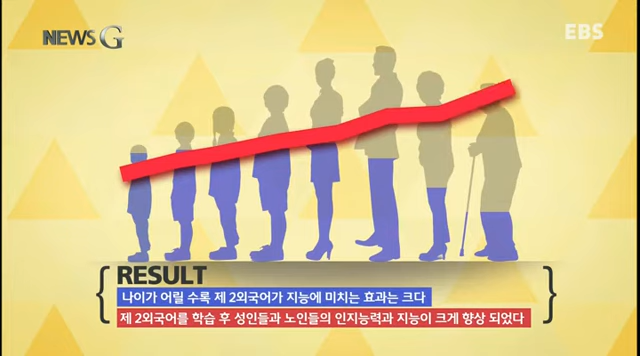 NEWS G
EBS
RESULT
나이가 어릴 수록 제 2외국어가 지능에 미치는 효과는 크다
제 2외국어를 학습 후 성인들과 노인들의 인지능력과 지능이 크게 향상 되었다